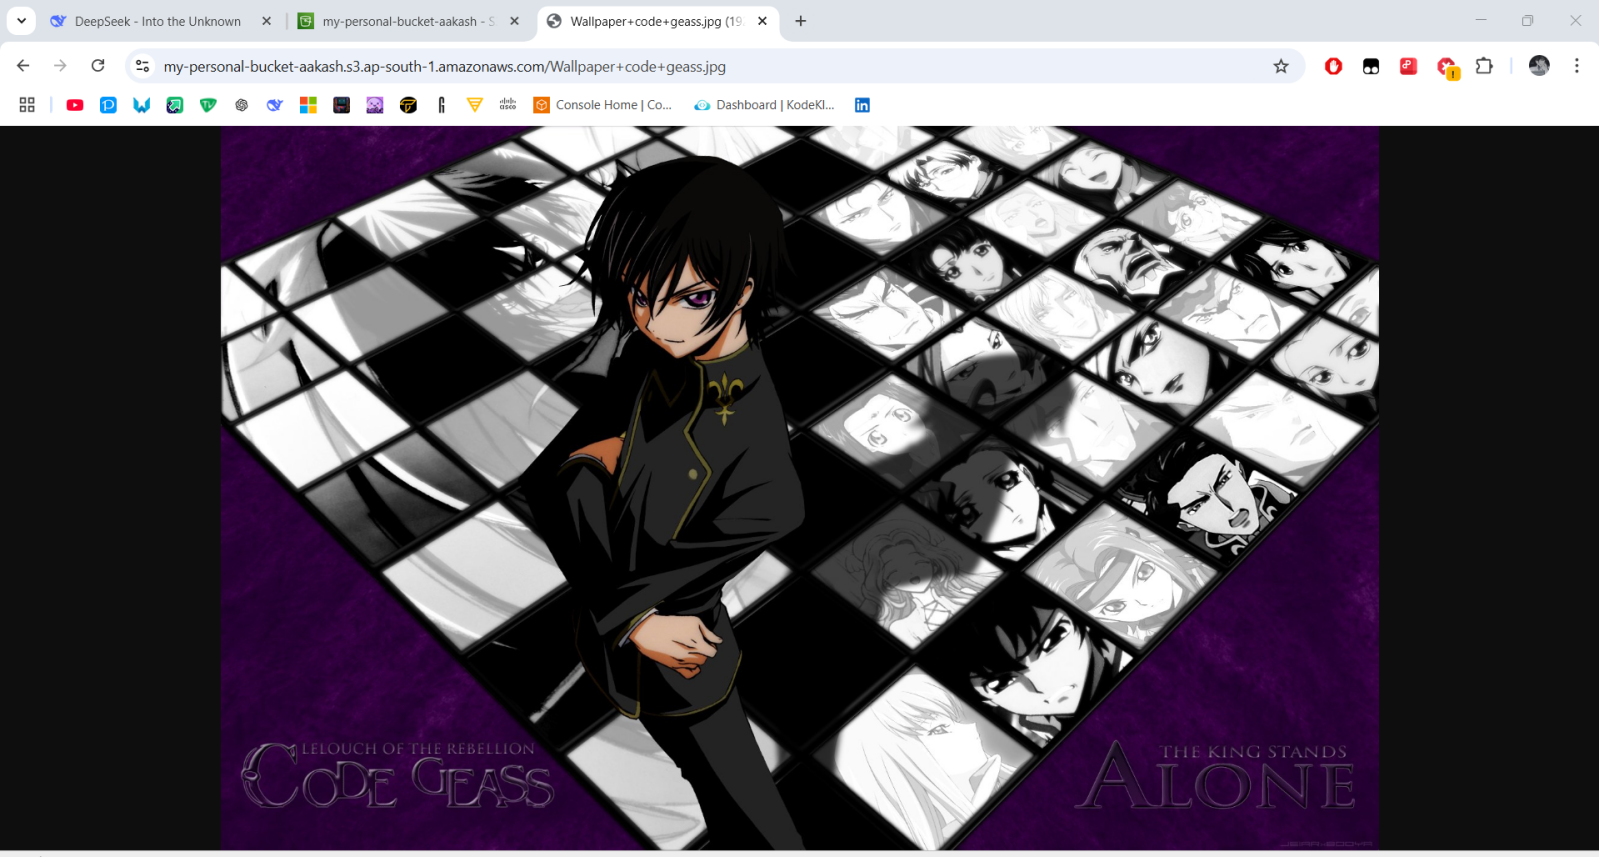 DeepSeek - Into the Unknown
my-personal-bucket-aakash - S
Wallpaper+code+geass.jpg (19
my-personal-bucket-aakash.s3.ap-south-1.amazonaws.com/Wallpaper+code+geass.jpg
cisco
Console Home | Co...
Dashboard | KodeKl...
LELOUCH OF THE REBELLION
CODE GEASS
THE KING STANDS
ALONE